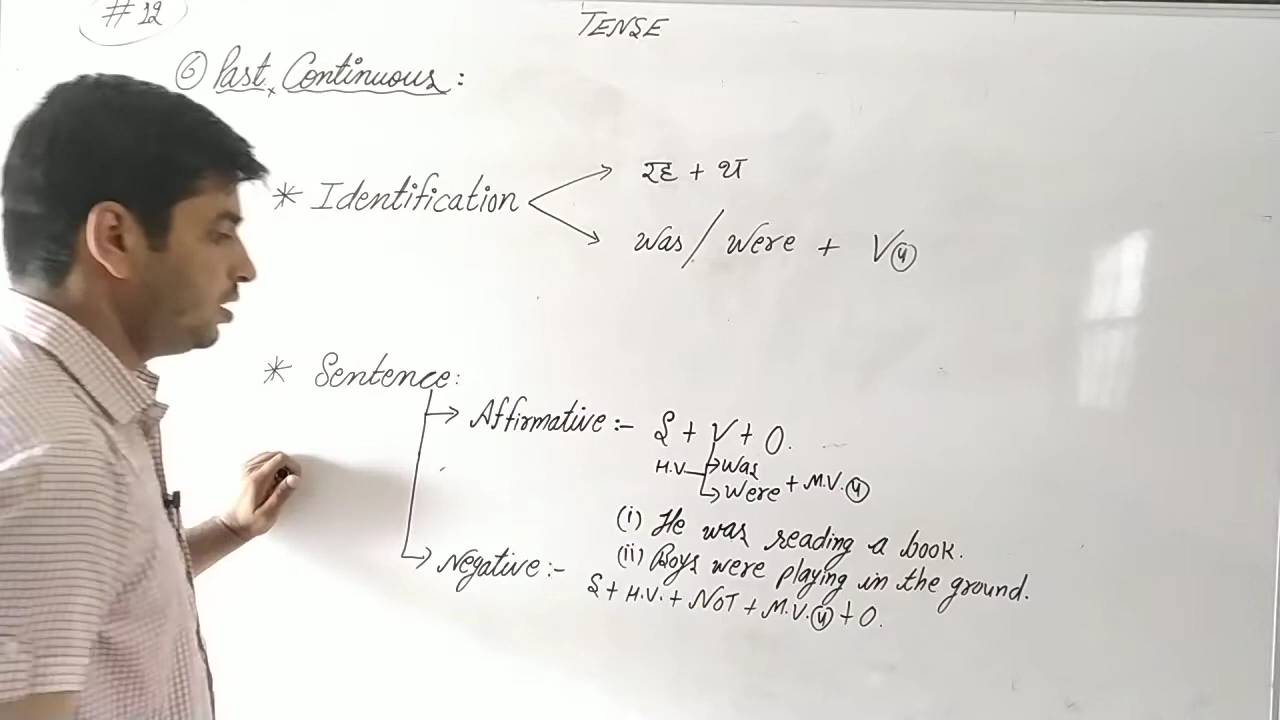 #12
TENSE
⑥ Past Continuous :
* Identification
रह + थ
Was / Were + V④
* Sentence:
Affirmative :- S + V + O.
H.V. Was
Were + M.V.④
(i) He was reading a book.
(ii) Boys were playing in the ground.
Negative :- S + H.V. + NOT + M.V.④ + O.